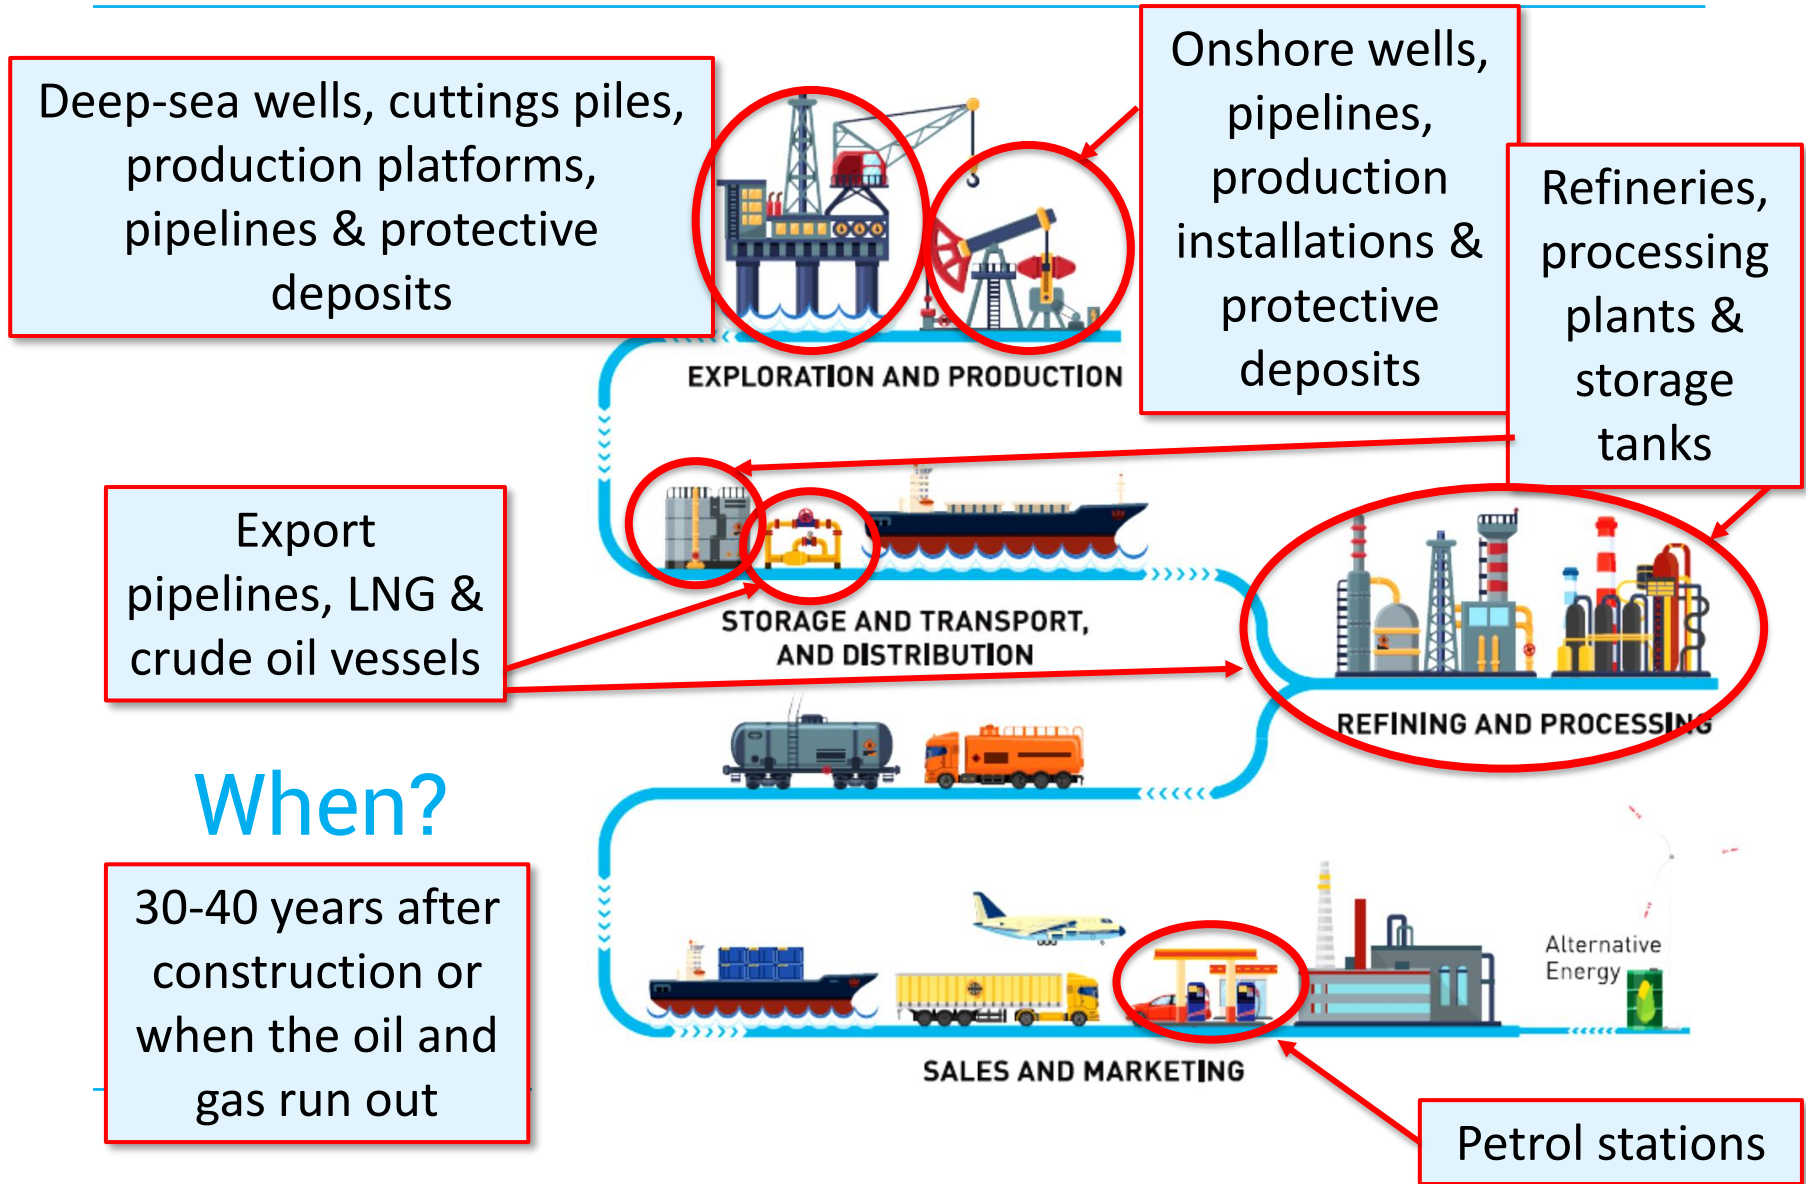 Deep-sea wells, cuttings piles,
production platforms,
pipelines & protective
deposits
Onshore wells,
pipelines,
production
installations &
protective
deposits
Refineries,
processing
plants &
storage
tanks
EXPLORATION AND PRODUCTION
Export
pipelines, LNG &
crude oil vessels
STORAGE AND TRANSPORT,
AND DISTRIBUTION
REFINING AND PROCESSING
When?
30-40 years after
construction or
when the oil and
gas run out
Alternative
Energy
SALES AND MARKETING
Petrol stations